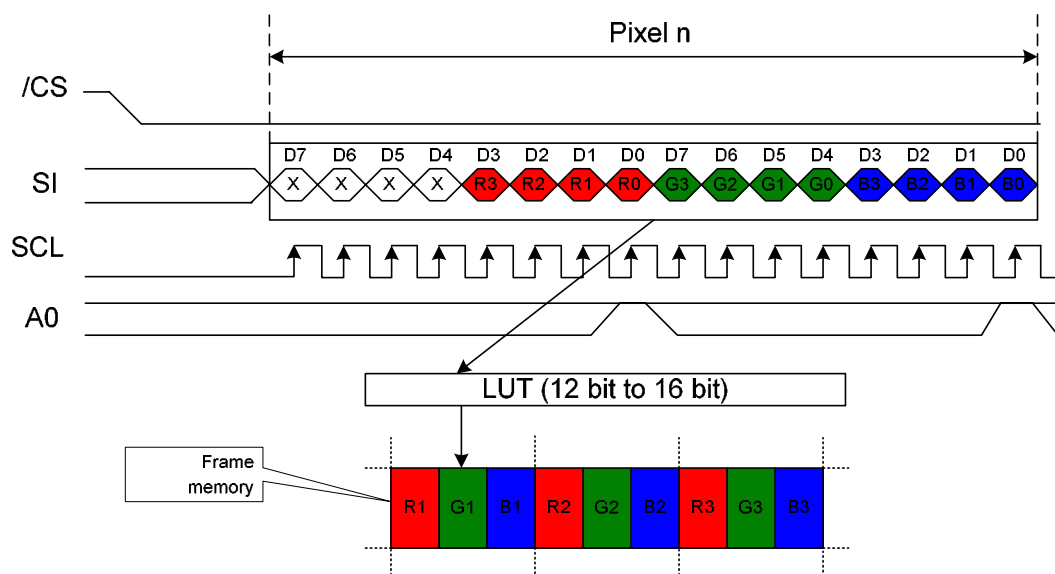 Pixel n
/CS
D7 D6 D5 D4 D3 D2 D1 D0 D7 D6 D5 D4 D3 D2 D1 D0
SI X X X X R3 R2 R1 R0 G3 G2 G1 G0 B3 B2 B1 B0
SCL
A0
LUT (12 bit to 16 bit)
Frame
memory
R1 G1 B1 R2 G2 B2 R3 G3 B3